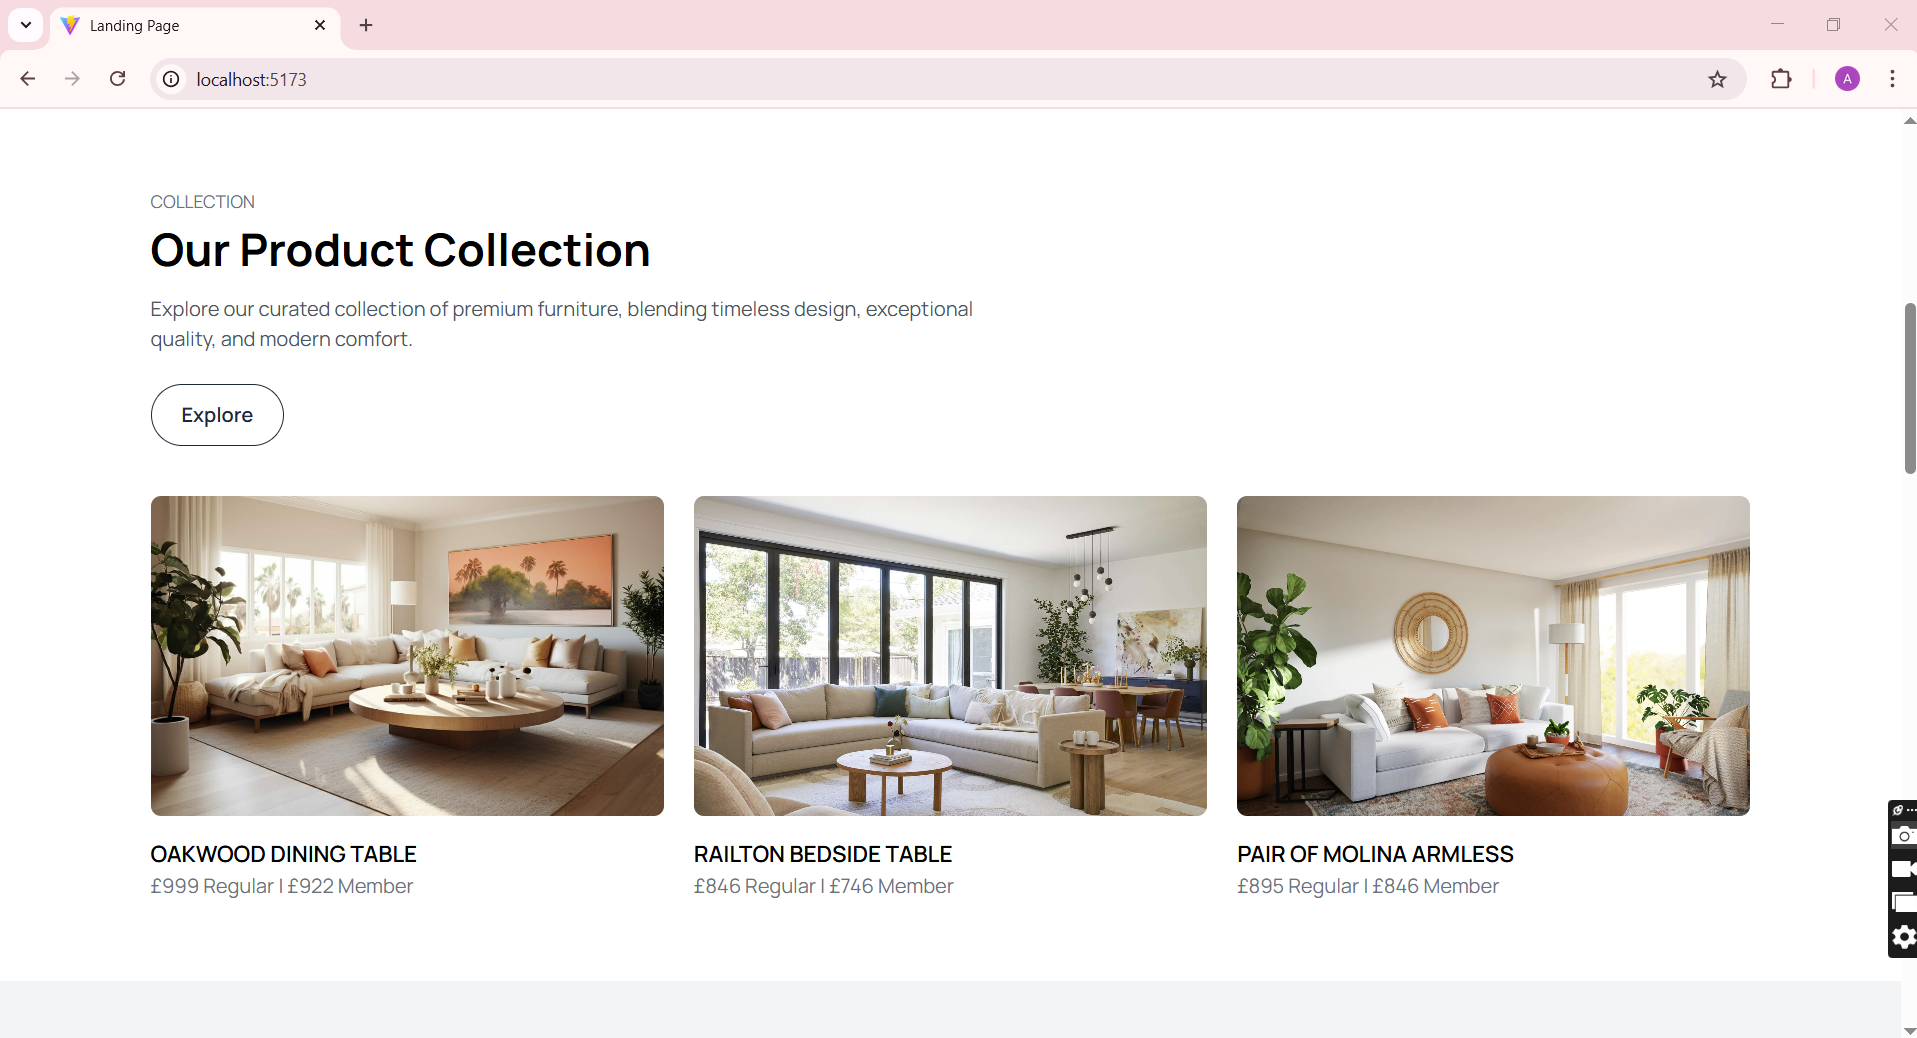 Landing Page
localhost:5173
A
COLLECTION
Our Product Collection
Explore our curated collection of premium furniture, blending timeless design, exceptional
quality, and modern comfort.
Explore
OAKWOOD DINING TABLE
£999 Regular | £922 Member
RAILTON BEDSIDE TABLE
£846 Regular | £746 Member
PAIR OF MOLINA ARMLESS
£895 Regular | £846 Member